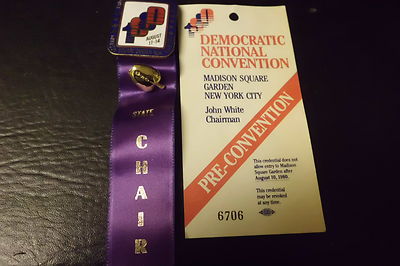 1980
AUGUST
11-14
STATE
CHAIR
DEMOCRATIC
NATIONAL
CONVENTION
MADISON SQUARE
GARDEN
NEW YORK CITY
John White
Chairman
PRE-CONVENTION
This credential does not
allow entry to Madison
Square Garden after
August 10, 1980.
This credential
may be revoked
at any time.
6706